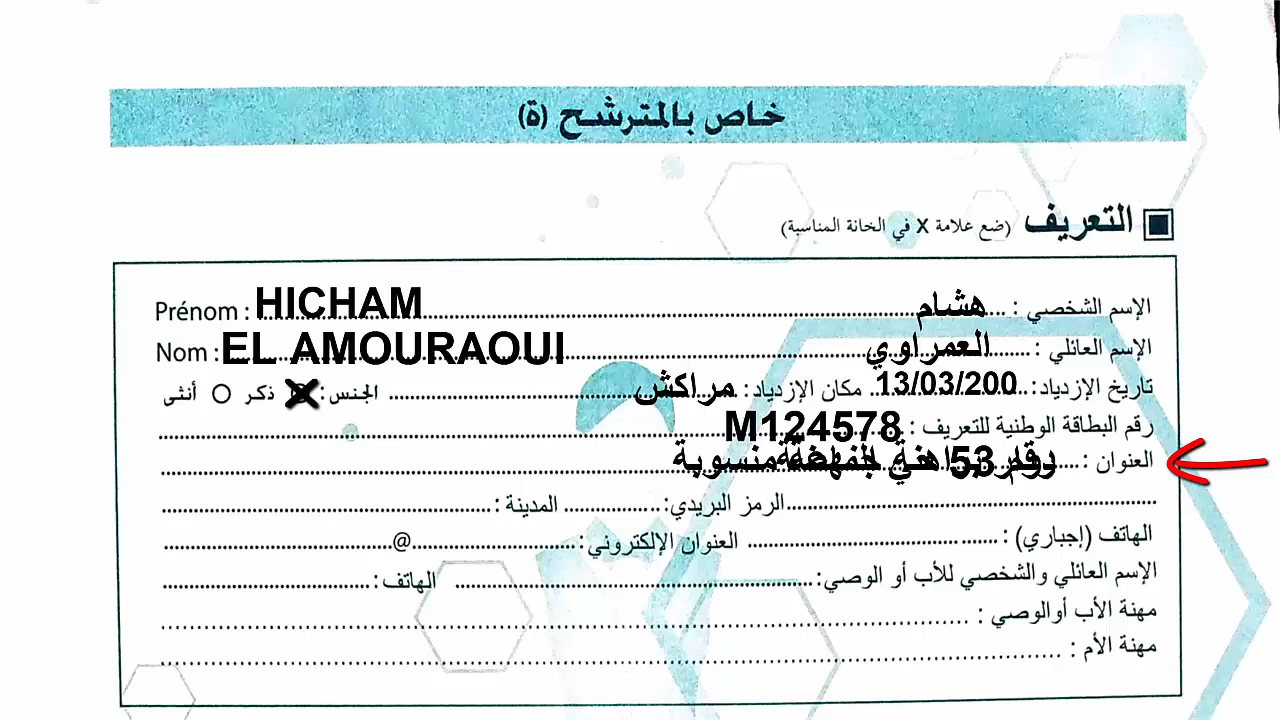 خاص بالمترشح (ة)
التعريف (ضع علامة X في الخانة المناسبة)
الإسم الشخصي : هشام Prénom : HICHAM
الإسم العائلي : العمراوي Nom : EL AMOURAOUI
تاريخ الإزدياد: 13/03/200 مكان الإزدياد: مراكش الجنس: ذكر أنثى
رقم البطاقة الوطنية للتعريف : M124578
العنوان : 53
الرمز البريدي: المدينة :
الهاتف (إجباري) : العنوان الإلكتروني: @
الإسم العائلي والشخصي للأب أو الوصي: الهاتف :
مهنة الأب أوالوصي :
مهنة الأم :